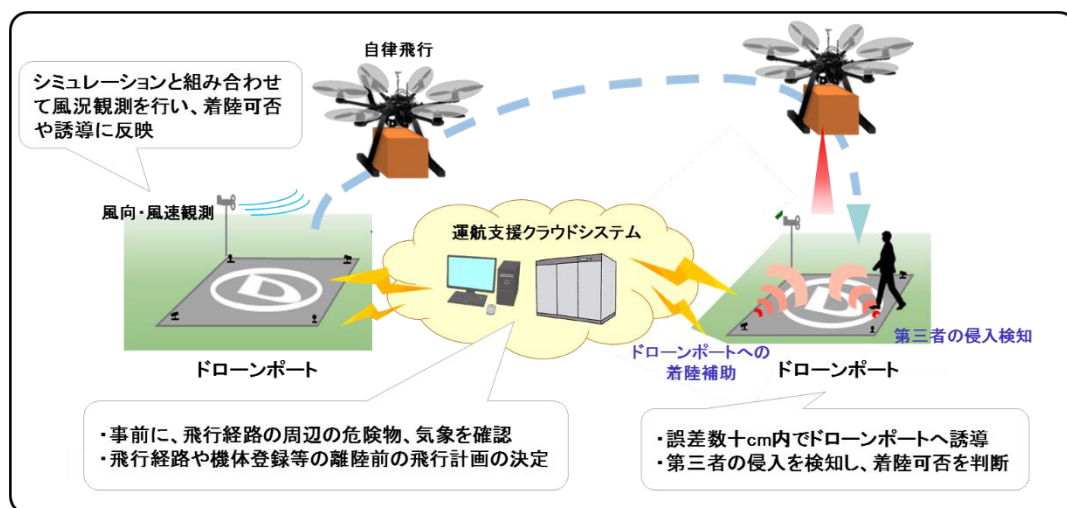 自律飛行
シミュレーションと組み合わせ
て風況観測を行い、着陸可否
や誘導に反映
風向・風速観測
運航支援クラウドシステム
D
D
第三者の侵入検知
ドローンポートへの
着陸補助
ドローンポート
ドローンポート
・事前に、飛行経路の周辺の危険物、気象を確認
・飛行経路や機体登録等の離陸前の飛行計画の決定
・誤差数十cm内でドローンポートへ誘導
・第三者の侵入を検知し、着陸可否を判断